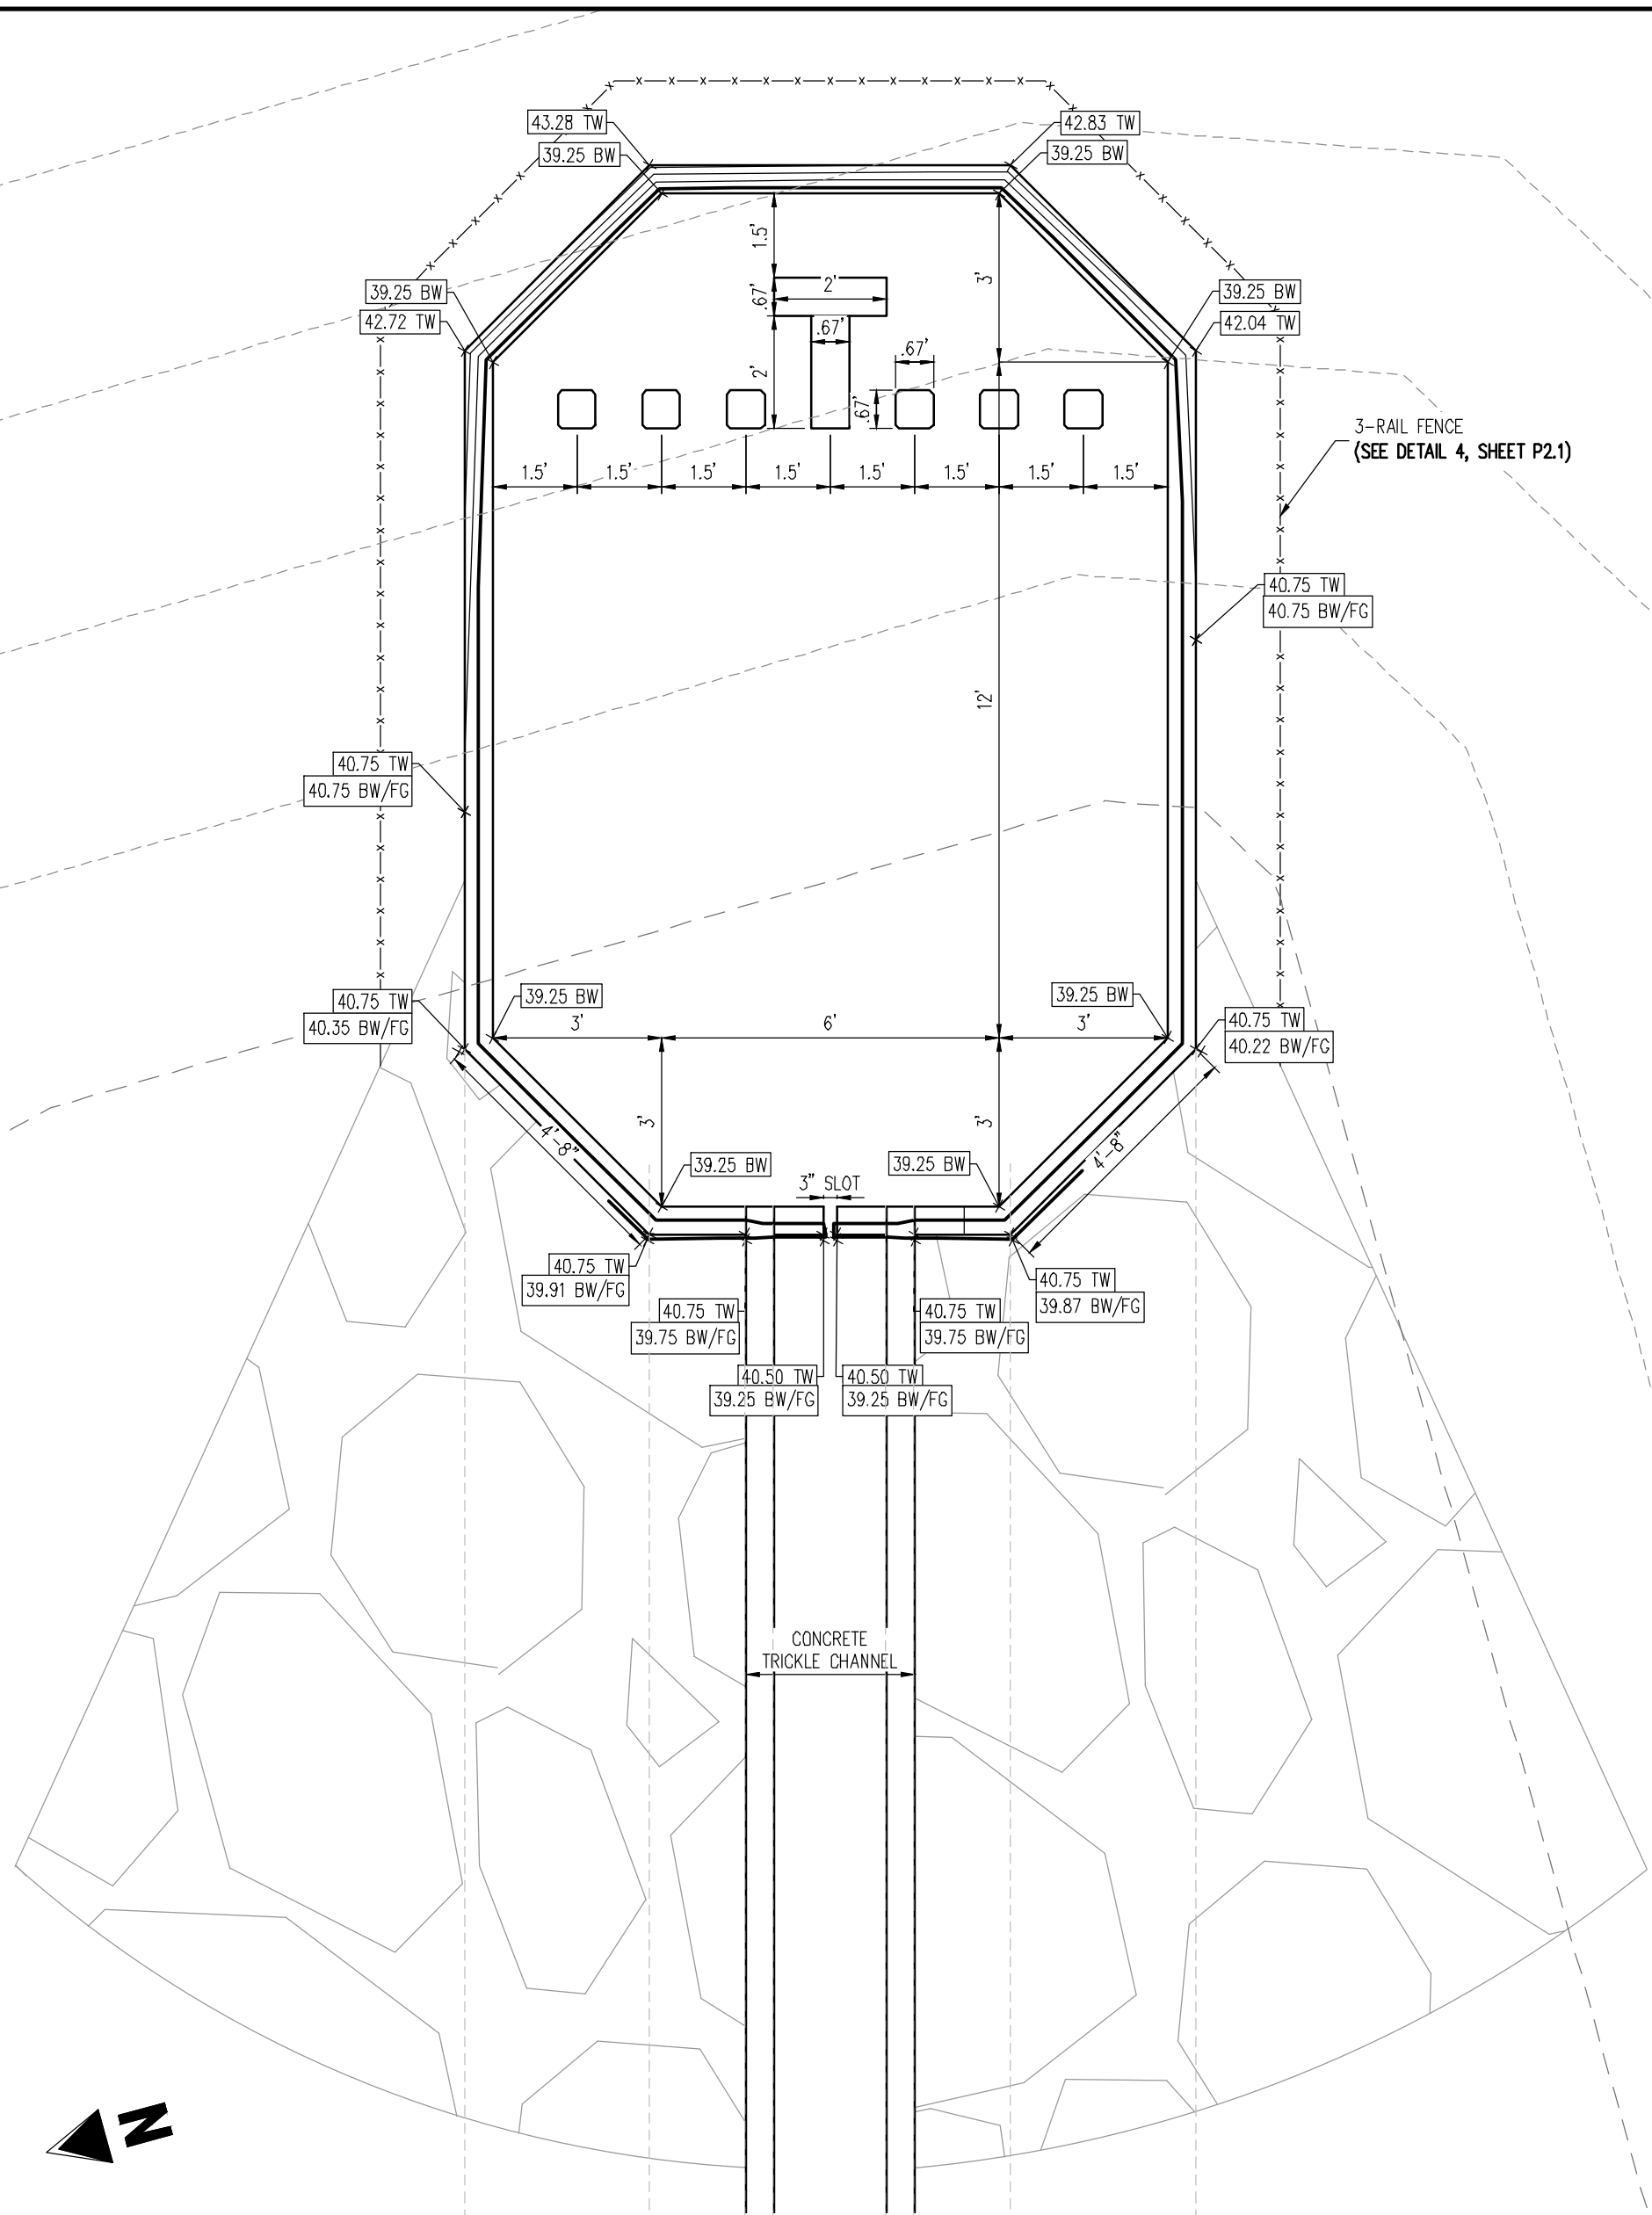 43.28 TW
42.83 TW
39.25 BW
39.25 BW
1.5'
3'
39.25 BW
2'
39.25 BW
.67'
42.72 TW
42.04 TW
.67'
.67'
2'
.67'
3-RAIL FENCE
(SEE DETAIL 4, SHEET P2.1)
1.5'
1.5'
1.5'
1.5'
1.5'
1.5'
1.5'
1.5'
40.75 TW
40.75 BW/FG
12'
40.75 TW
40.75 BW/FG
39.25 BW
39.25 BW
40.75 TW
40.35 BW/FG
3'
6'
3'
40.75 TW
40.22 BW/FG
3'
3'
4'-8"
4'-8"
39.25 BW
39.25 BW
3" SLOT
40.75 TW
39.91 BW/FG
40.75 TW
39.87 BW/FG
40.75 TW
39.75 BW/FG
40.75 TW
39.75 BW/FG
40.50 TW
39.25 BW/FG
40.50 TW
39.25 BW/FG
CONCRETE
TRICKLE CHANNEL
N